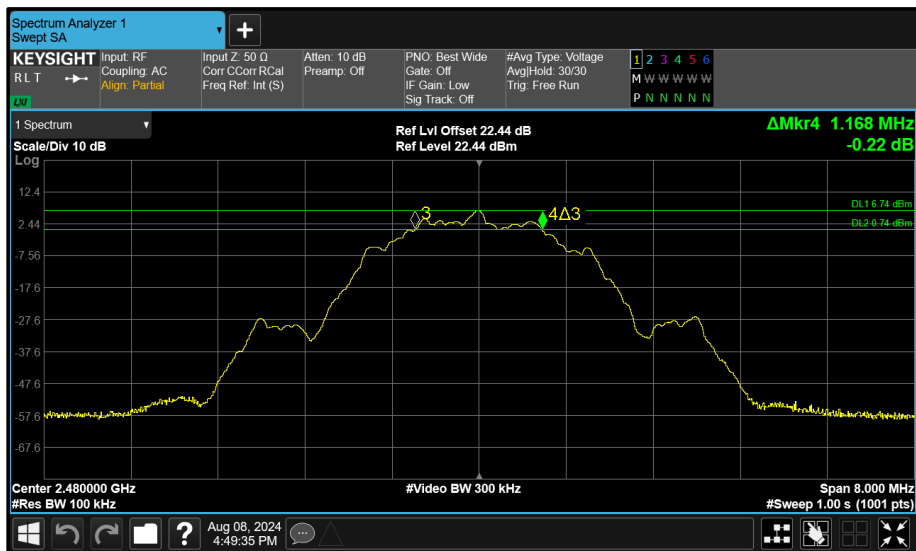 Spectrum Analyzer 1
Swept SA
+
KEYSIGHT
R L T
LXI
Input: RF
Coupling: AC
Align: Partial
Input Z: 50 Ω
Corr CCorr RCal
Freq Ref: Int (S)
Atten: 10 dB
Preamp: Off
PNO: Best Wide
Gate: Off
IF Gain: Low
Sig Track: Off
#Avg Type: Voltage
Avg|Hold: 30/30
Trig: Free Run
1 2 3 4 5 6
M W W W W W
P N N N N N
1 Spectrum
Scale/Div 10 dB
Ref Lvl Offset 22.44 dB
Ref Level 22.44 dBm
ΔMkr4 1.168 MHz
-0.22 dB
Log
12.4
2.44
-7.56
-17.6
-27.6
-37.6
-47.6
-57.6
-67.6
3
4Δ3
DL1 6.74 dBm
DL2 0.74 dBm
Center 2.480000 GHz
#Video BW 300 kHz
Span 8.000 MHz
#Res BW 100 kHz
#Sweep 1.00 s (1001 pts)
?
Aug 08, 2024
4:49:35 PM